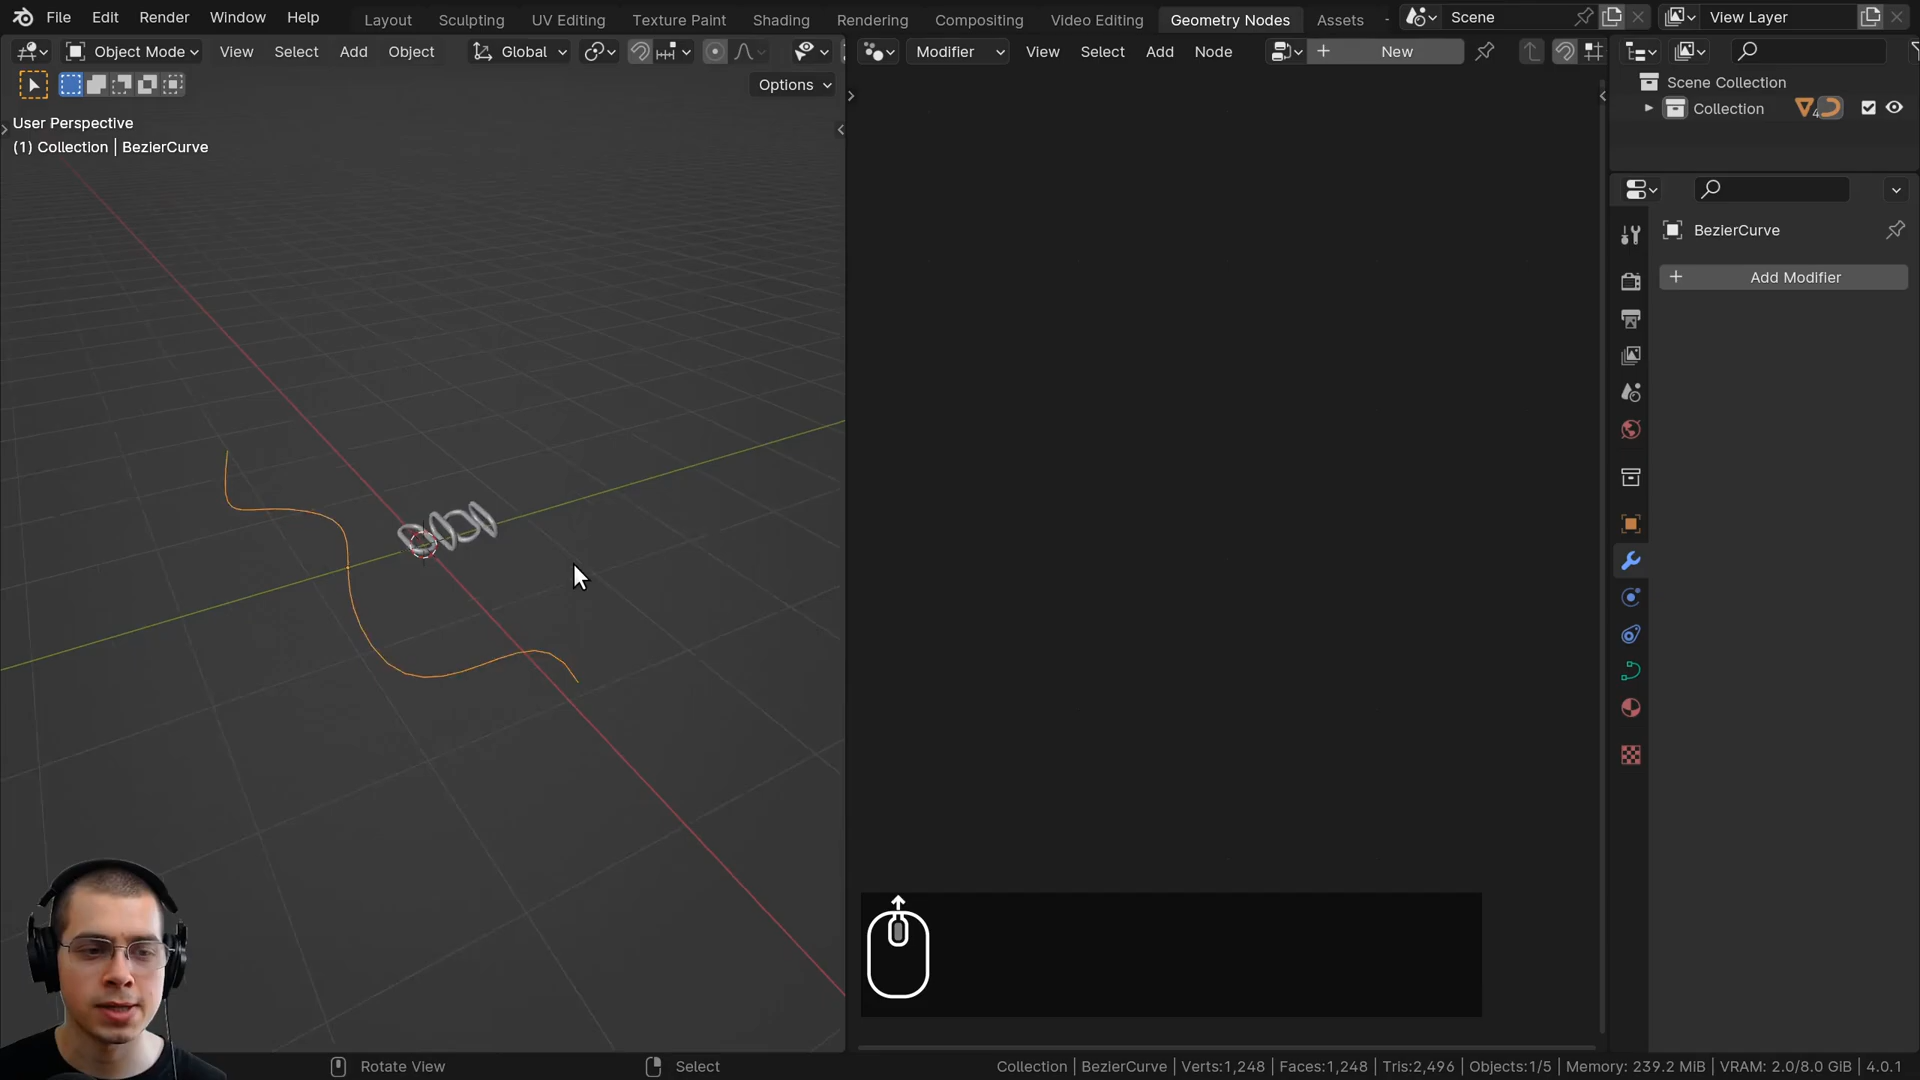 File Edit Render Window Help Layout Sculpting UV Editing Texture Paint Shading Rendering Compositing Video Editing Geometry Nodes Assets Scene View Layer
Object Mode View Select Add Object Global Modifier View Select Add Node New
Options
Scene Collection
Collection 4
User Perspective
(1) Collection | BezierCurve
BezierCurve
Add Modifier
Rotate View Select Collection | BezierCurve | Verts:1,248 | Faces:1,248 | Tris:2,496 | Objects:1/5 | Memory: 239.2 MiB | VRAM: 2.0/8.0 GiB | 4.0.1